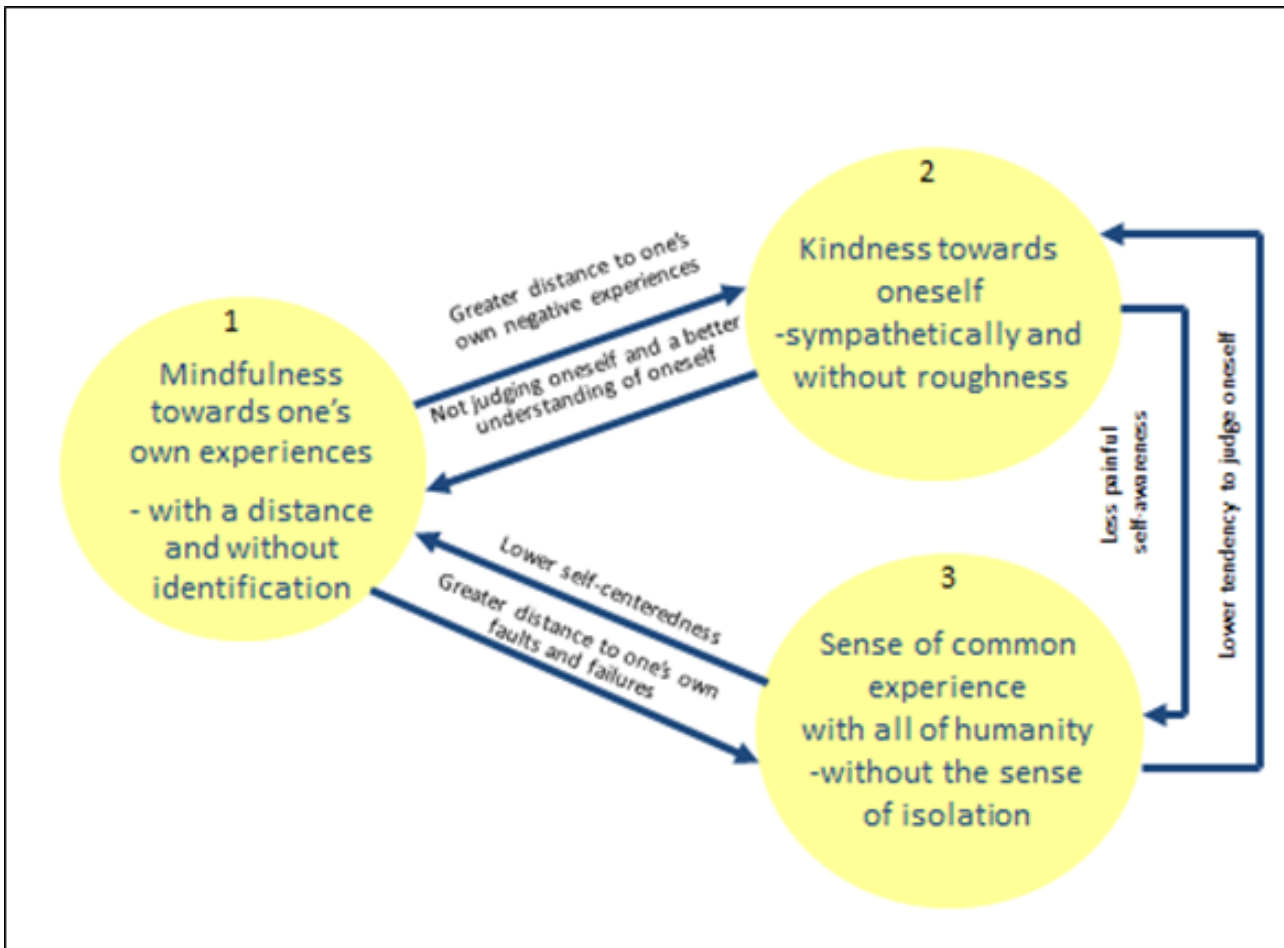 1
Mindfulness
towards one's
own experiences
- with a distance
and without
identification
Greater distance to one's
own negative experiences
Not judging oneself and a better
understanding of oneself
2
Kindness towards
oneself
-sympathetically and
without roughness
Lower self-centeredness
Greater distance to one's own
faults and failures
3
Sense of common
experience
with all of humanity
-without the sense
of isolation
Less painful
self-awareness
Lower tendency to judge oneself